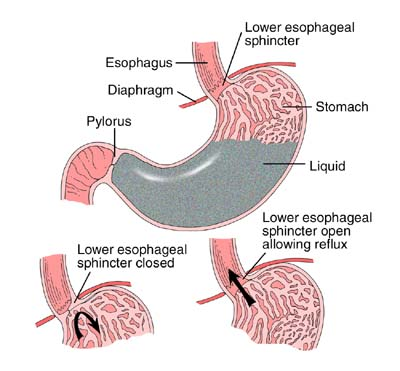 Lower esophageal
sphincter
Esophagus
Diaphragm
Stomach
Pylorus
Liquid
Lower esophageal
sphincter open
allowing reflux
Lower esophageal
sphincter closed